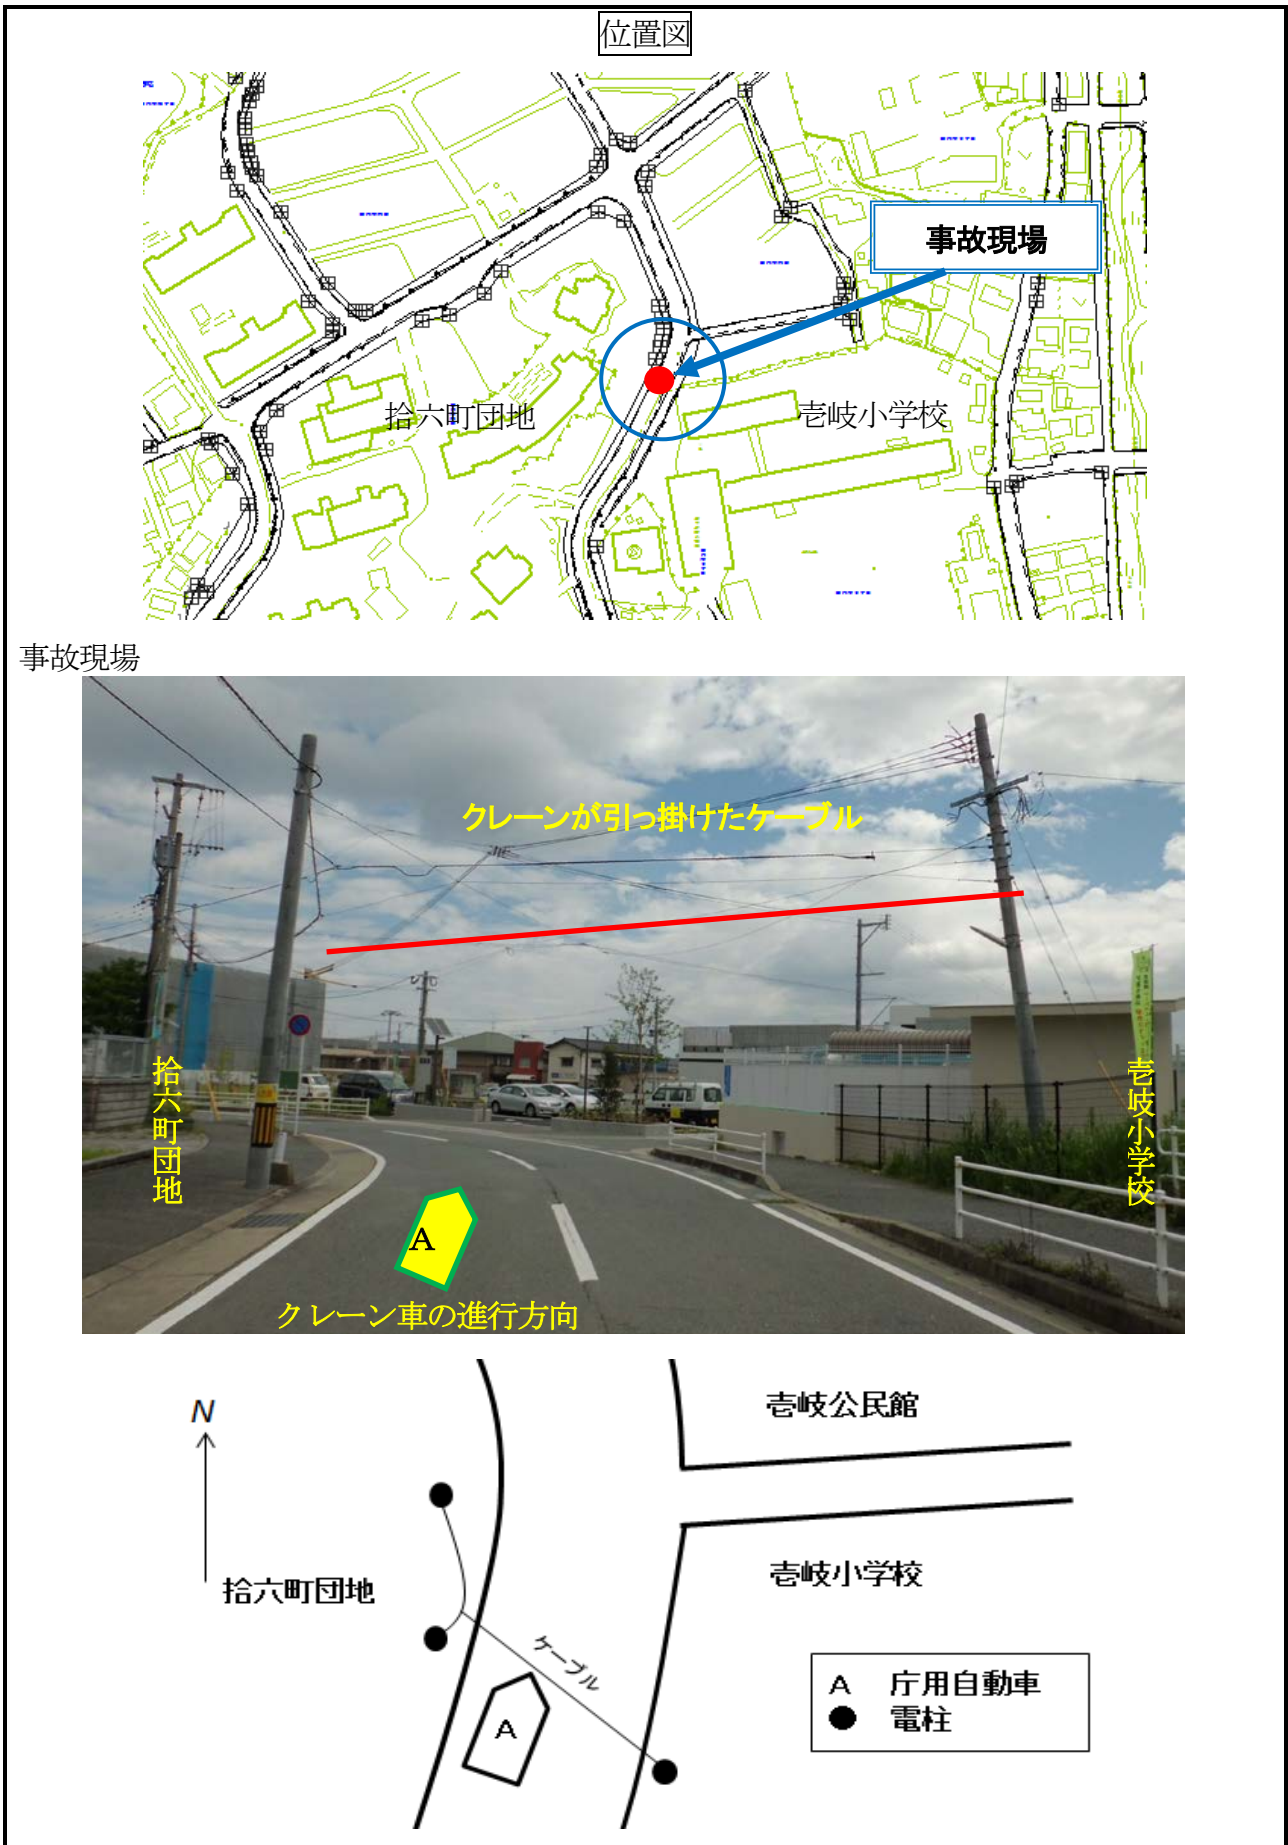 位置図
事故現場
拾六町団地
壱岐小学校
事故現場
クレーンが引っ掛けたケーブル
拾六町団地
壱岐小学校
A
クレーン車の進行方向
N
壱岐公民館
拾六町団地
壱岐小学校
ケーブル
A
A 庁用自動車
● 電柱